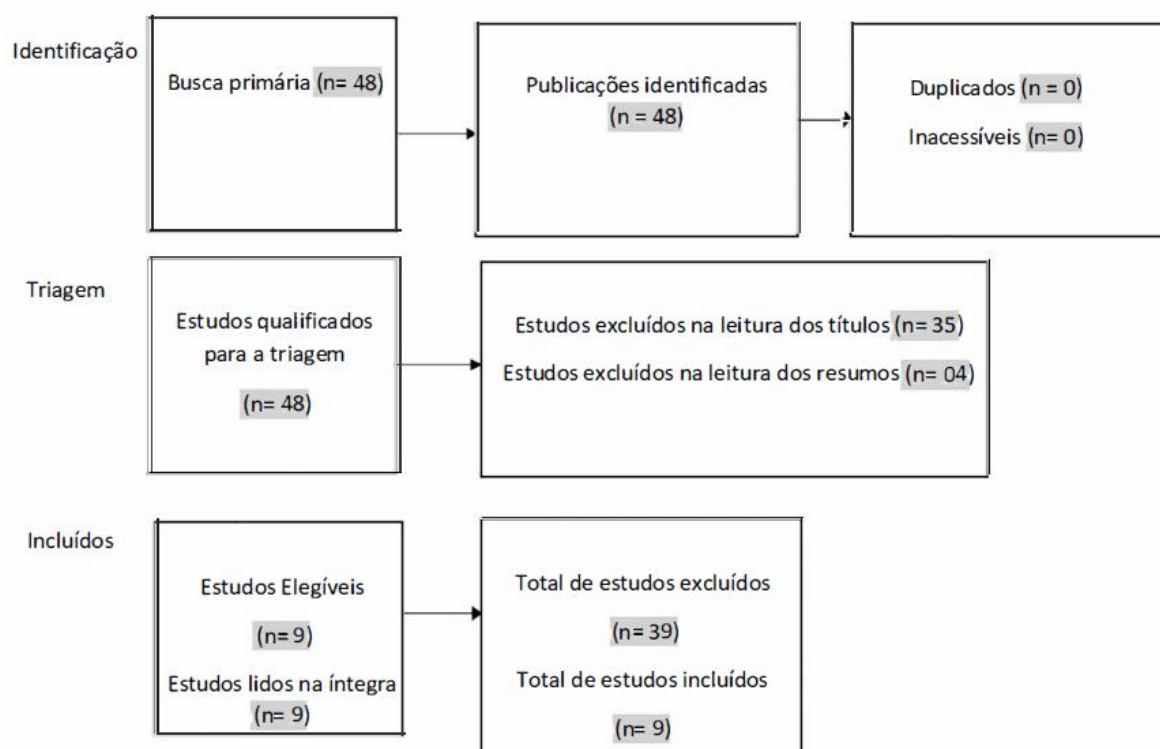 Identificação
Busca primária (n= 48)
Publicações identificadas
(n = 48)
Duplicados (n = 0)
Inacessíveis (n= 0)
Triagem
Estudos qualificados
para a triagem
(n= 48)
Estudos excluídos na leitura dos títulos (n= 35)
Estudos excluídos na leitura dos resumos (n= 04)
Incluídos
Estudos Elegíveis
(n= 9)
Estudos lidos na íntegra
(n= 9)
Total de estudos excluídos
(n= 39)
Total de estudos incluídos
(n= 9)